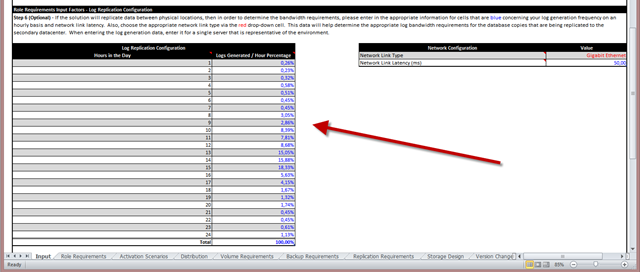 Role Requirements Input Factors - Log Replication Configuration
Step 6 (Optional) - If the solution will replicate data between physical locations, then in order to determine the bandwidth requirements, please enter in the appropriate information for cells that are blue concerning your log generation frequency on an
hourly basis and network link latency. Also, choose the appropriate network link type via the red drop-down cell. This data will help determine the appropriate log bandwidth requirements for the database copies that are being replicated to the
secondary datacenter. When entering the log generation data, enter it for a single server that is representative of the environment.
Log Replication Configuration
Hours in the Day Logs Generated / Hour Percentage
1 0,26%
2 0,23%
3 0,32%
4 0,58%
5 0,51%
6 0,45%
7 0,45%
8 3,05%
9 2,86%
10 8,39%
11 7,81%
12 8,68%
13 15,05%
14 15,88%
15 18,33%
16 5,63%
17 4,15%
18 1,67%
19 1,32%
20 1,74%
21 0,45%
22 0,45%
23 0,61%
24 1,13%
Total 100,00%
Network Configuration Value
Network Link Type Gigabit Ethernet
Network Link Latency (ms) 50,00
Input Role Requirements Activation Scenarios Distribution Volume Requirements Backup Requirements Replication Requirements Storage Design Version Change
Ready 85%